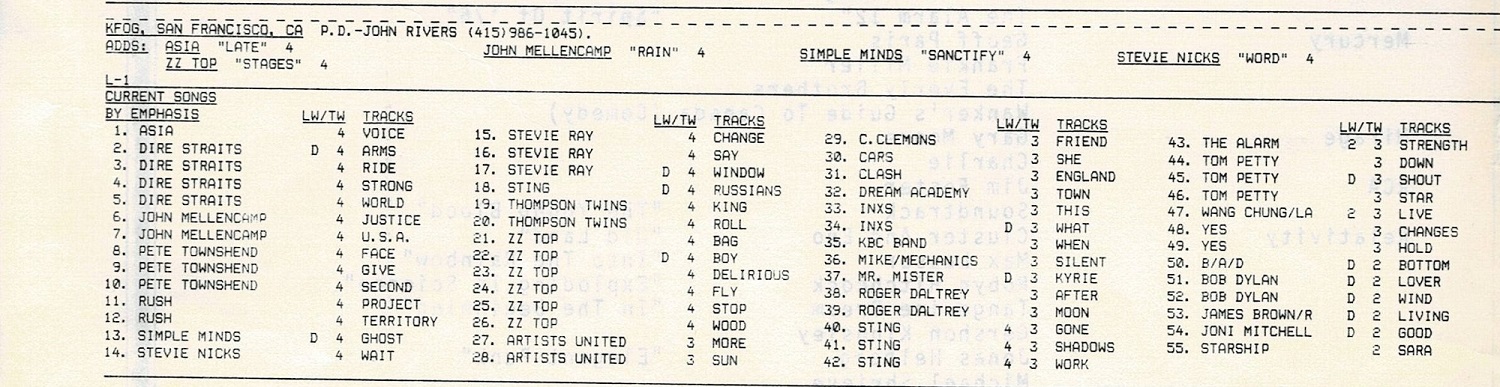 KFOG, SAN FRANCISCO, CA P.D.-JOHN RIVERS (415)986-1045).
ADDS: ASIA "LATE" 4 JOHN MELLENCAMP "RAIN" 4 SIMPLE MINDS "SANCTIFY" 4 STEVIE NICKS "WORD" 4
ZZ TOP "STAGES" 4
L-1
CURRENT SONGS
BY EMPHASIS LW/TW TRACKS
1. ASIA 4 VOICE
2. DIRE STRAITS D 4 ARMS
3. DIRE STRAITS 4 RIDE
4. DIRE STRAITS 4 STRONG
5. DIRE STRAITS 4 WORLD
6. JOHN MELLENCAMP 4 JUSTICE
7. JOHN MELLENCAMP 4 U.S.A.
8. PETE TOWNSHEND 4 FACE
9. PETE TOWNSHEND 4 GIVE
10. PETE TOWNSHEND 4 SECOND
11. RUSH 4 PROJECT
12. RUSH 4 TERRITORY
13. SIMPLE MINDS D 4 GHOST
14. STEVIE NICKS 4 WAIT
LW/TW TRACKS
15. STEVIE RAY 4 CHANGE
16. STEVIE RAY 4 SAY
17. STEVIE RAY D 4 WINDOW
18. STING D 4 RUSSIANS
19. THOMPSON TWINS 4 KING
20. THOMPSON TWINS 4 ROLL
21. ZZ TOP 4 BAG
22. ZZ TOP D 4 BOY
23. ZZ TOP 4 DELIRIOUS
24. ZZ TOP 4 FLY
25. ZZ TOP 4 STOP
26. ZZ TOP 4 WOOD
27. ARTISTS UNITED 3 MORE
28. ARTISTS UNITED 3 SUN
LW/TW TRACKS
29. C.CLEMONS 3 FRIEND
30. CARS 3 SHE
31. CLASH 3 ENGLAND
32. DREAM ACADEMY 3 TOWN
33. INXS 3 THIS
34. INXS D 3 WHAT
35. KBC BAND 3 WHEN
36. MIKE/MECHANICS 3 SILENT
37. MR. MISTER D 3 KYRIE
38. ROGER DALTREY 3 AFTER
39. ROGER DALTREY 3 MOON
40. STING 4 3 GONE
41. STING 4 3 SHADOWS
42. STING 4 3 WORK
LW/TW TRACKS
43. THE ALARM 2 3 STRENGTH
44. TOM PETTY 3 DOWN
45. TOM PETTY D 3 SHOUT
46. TOM PETTY 3 STAR
47. WANG CHUNG/LA 2 3 LIVE
48. YES 3 CHANGES
49. YES 3 HOLD
50. B/A/D D 2 BOTTOM
51. BOB DYLAN D 2 LOVER
52. BOB DYLAN D 2 WIND
53. JAMES BROWN/R D 2 LIVING
54. JONI MITCHELL D 2 GOOD
55. STARSHIP 2 SARA